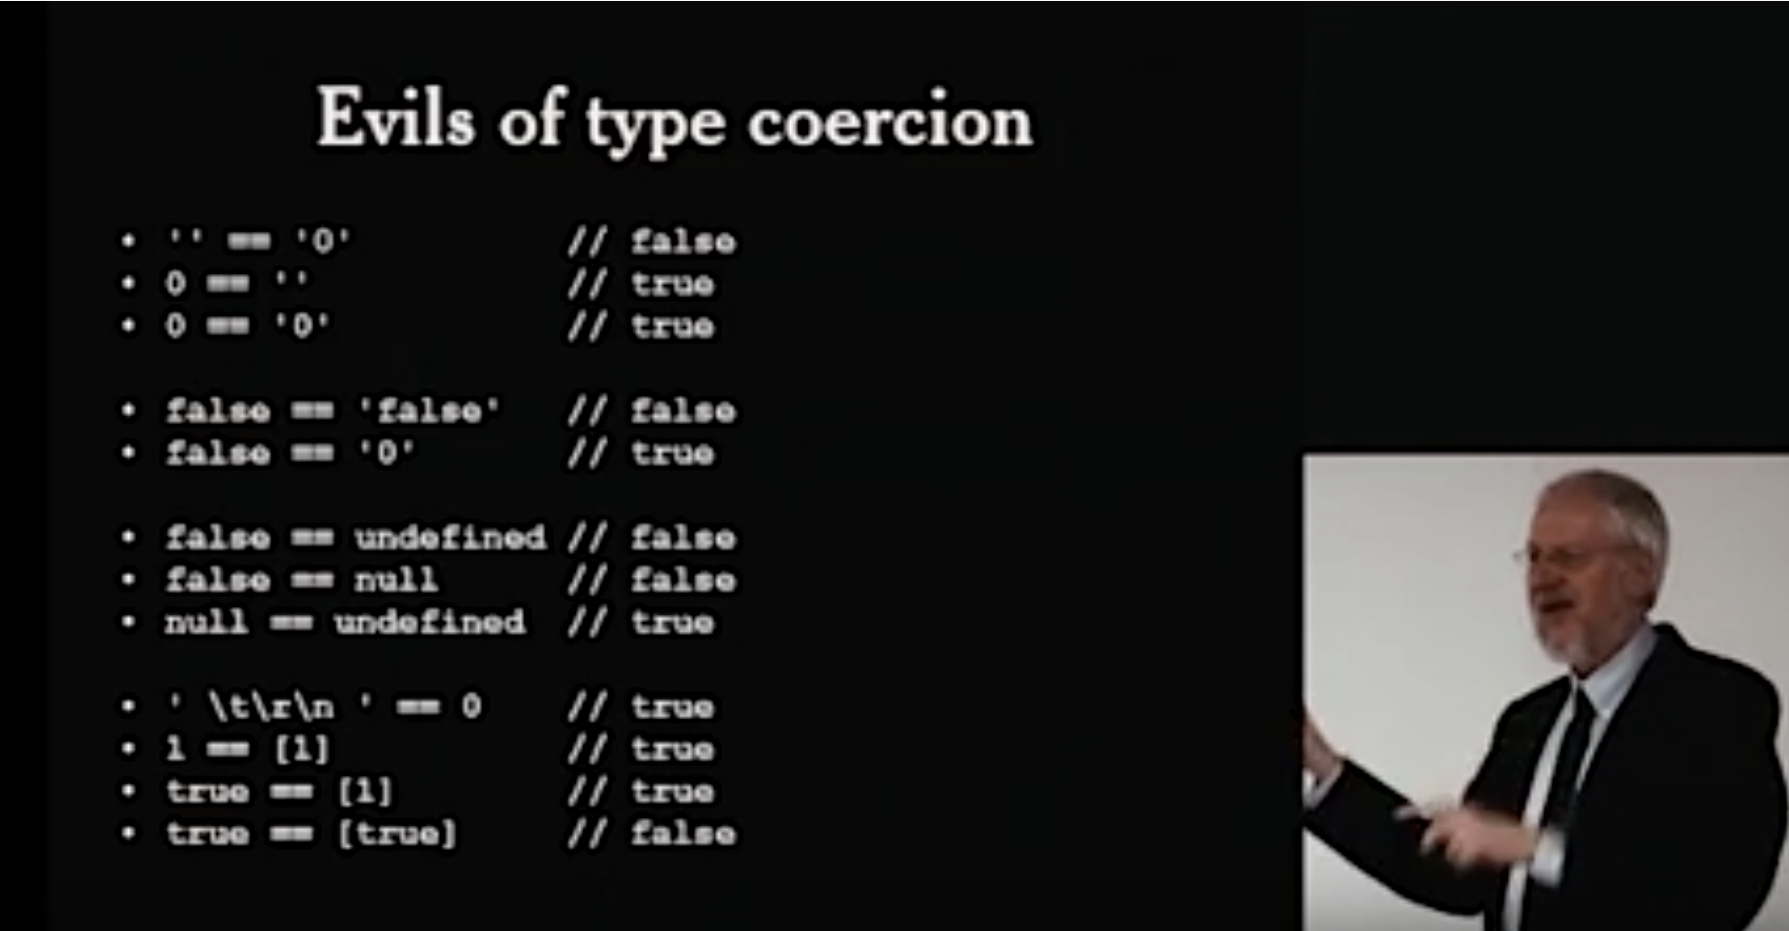 Evils of type coercion
• '' == '0' // false
• 0 == '' // true
• 0 == '0' // true
• false == 'false' // false
• false == '0' // true
• false == undefined // false
• false == null // false
• null == undefined // true
• ' \t\r\n ' == 0 // true
• 1 == [1] // true
• true == [1] // true
• true == [true] // false